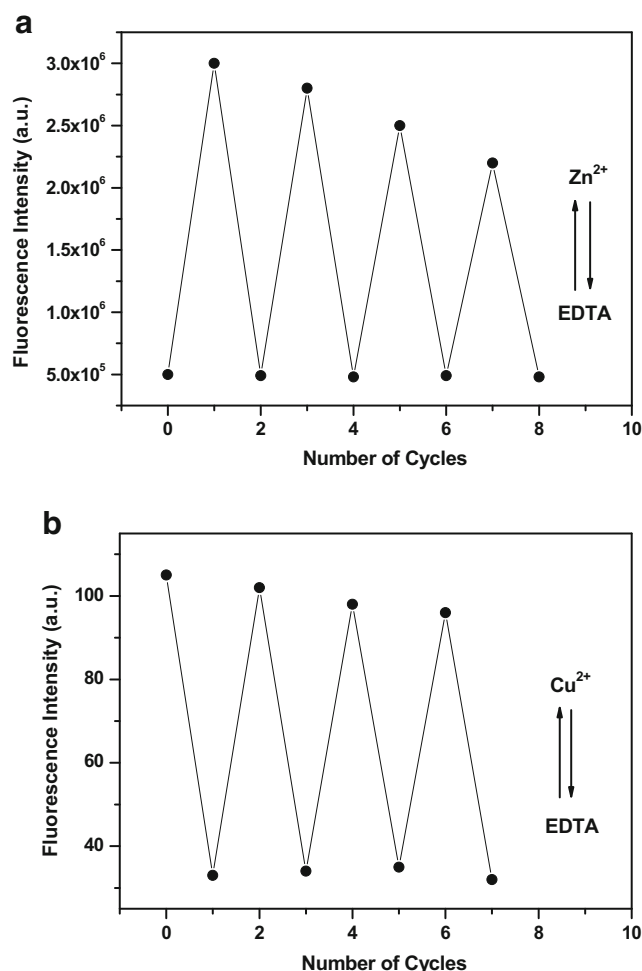 a
3.0x10⁶
2.5x10⁶
2.0x10⁶
1.5x10⁶
1.0x10⁶
5.0x10⁵
Fluorescence Intensity (a.u.)
Zn²⁺
EDTA
0 2 4 6 8 10
Number of Cycles
b
100
80
60
40
Fluorescence Intensity (a.u.)
Cu²⁺
EDTA
0 2 4 6 8 10
Number of Cycles